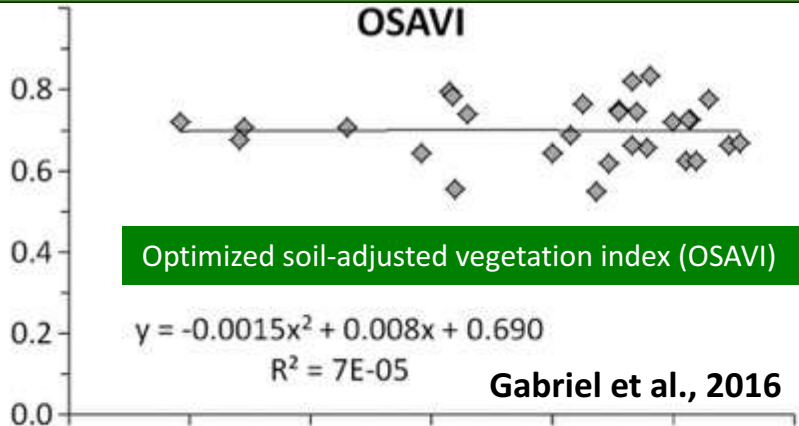 OSAVI
0.8
0.6
0.4
Optimized soil-adjusted vegetation index (OSAVI)
0.2
y = -0.0015x² + 0.008x + 0.690
R² = 7E-05
Gabriel et al., 2016
0.0